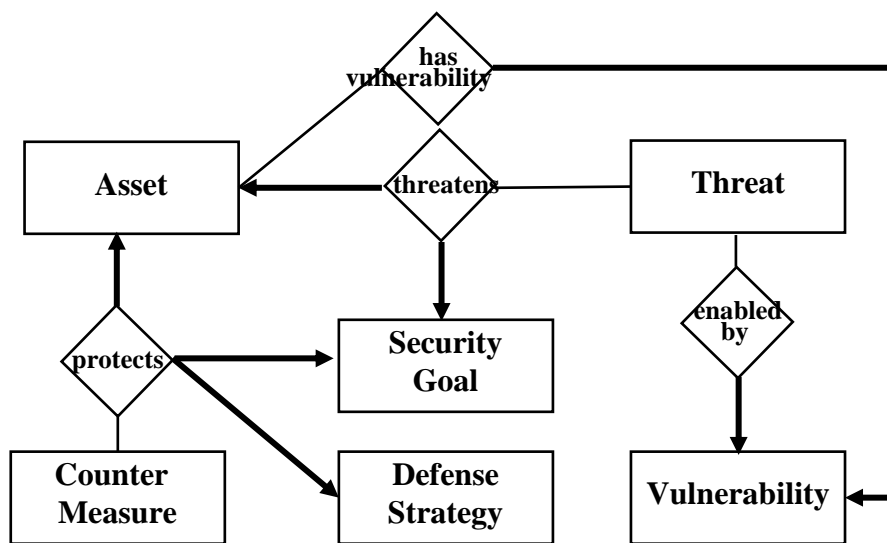 has
vulnerability
Asset
threatens
Threat
enabled
by
protects
Security
Goal
Counter
Measure
Defense
Strategy
Vulnerability